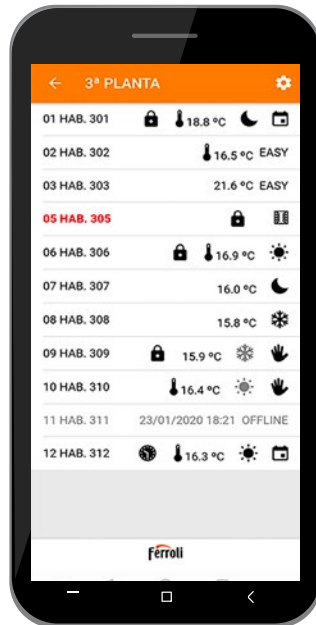 3ª PLANTA
01 HAB. 301 18.8 ºC
02 HAB. 302 16.5 ºC EASY
03 HAB. 303 21.6 ºC EASY
05 HAB. 305
06 HAB. 306 16.9 ºC
07 HAB. 307 16.0 ºC
08 HAB. 308 15.8 ºC
09 HAB. 309 15.9 ºC
10 HAB. 310 16.4 ºC
11 HAB. 311 23/01/2020 18:21 OFFLINE
12 HAB. 312 16.3 ºC
Ferroli